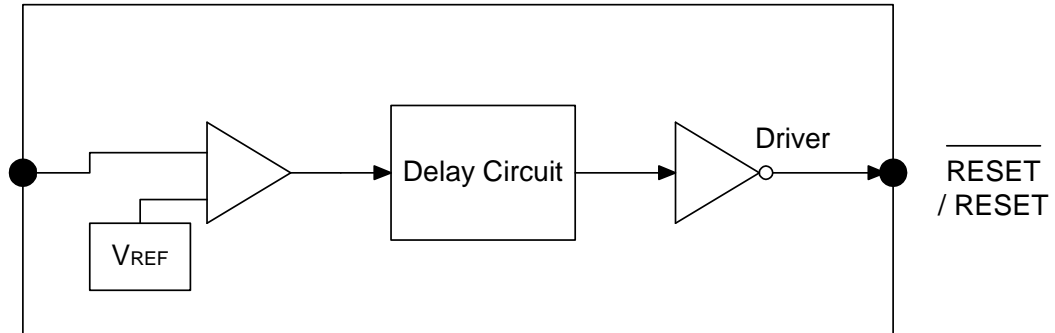 Driver
Delay Circuit
VREF
RESET
/ RESET